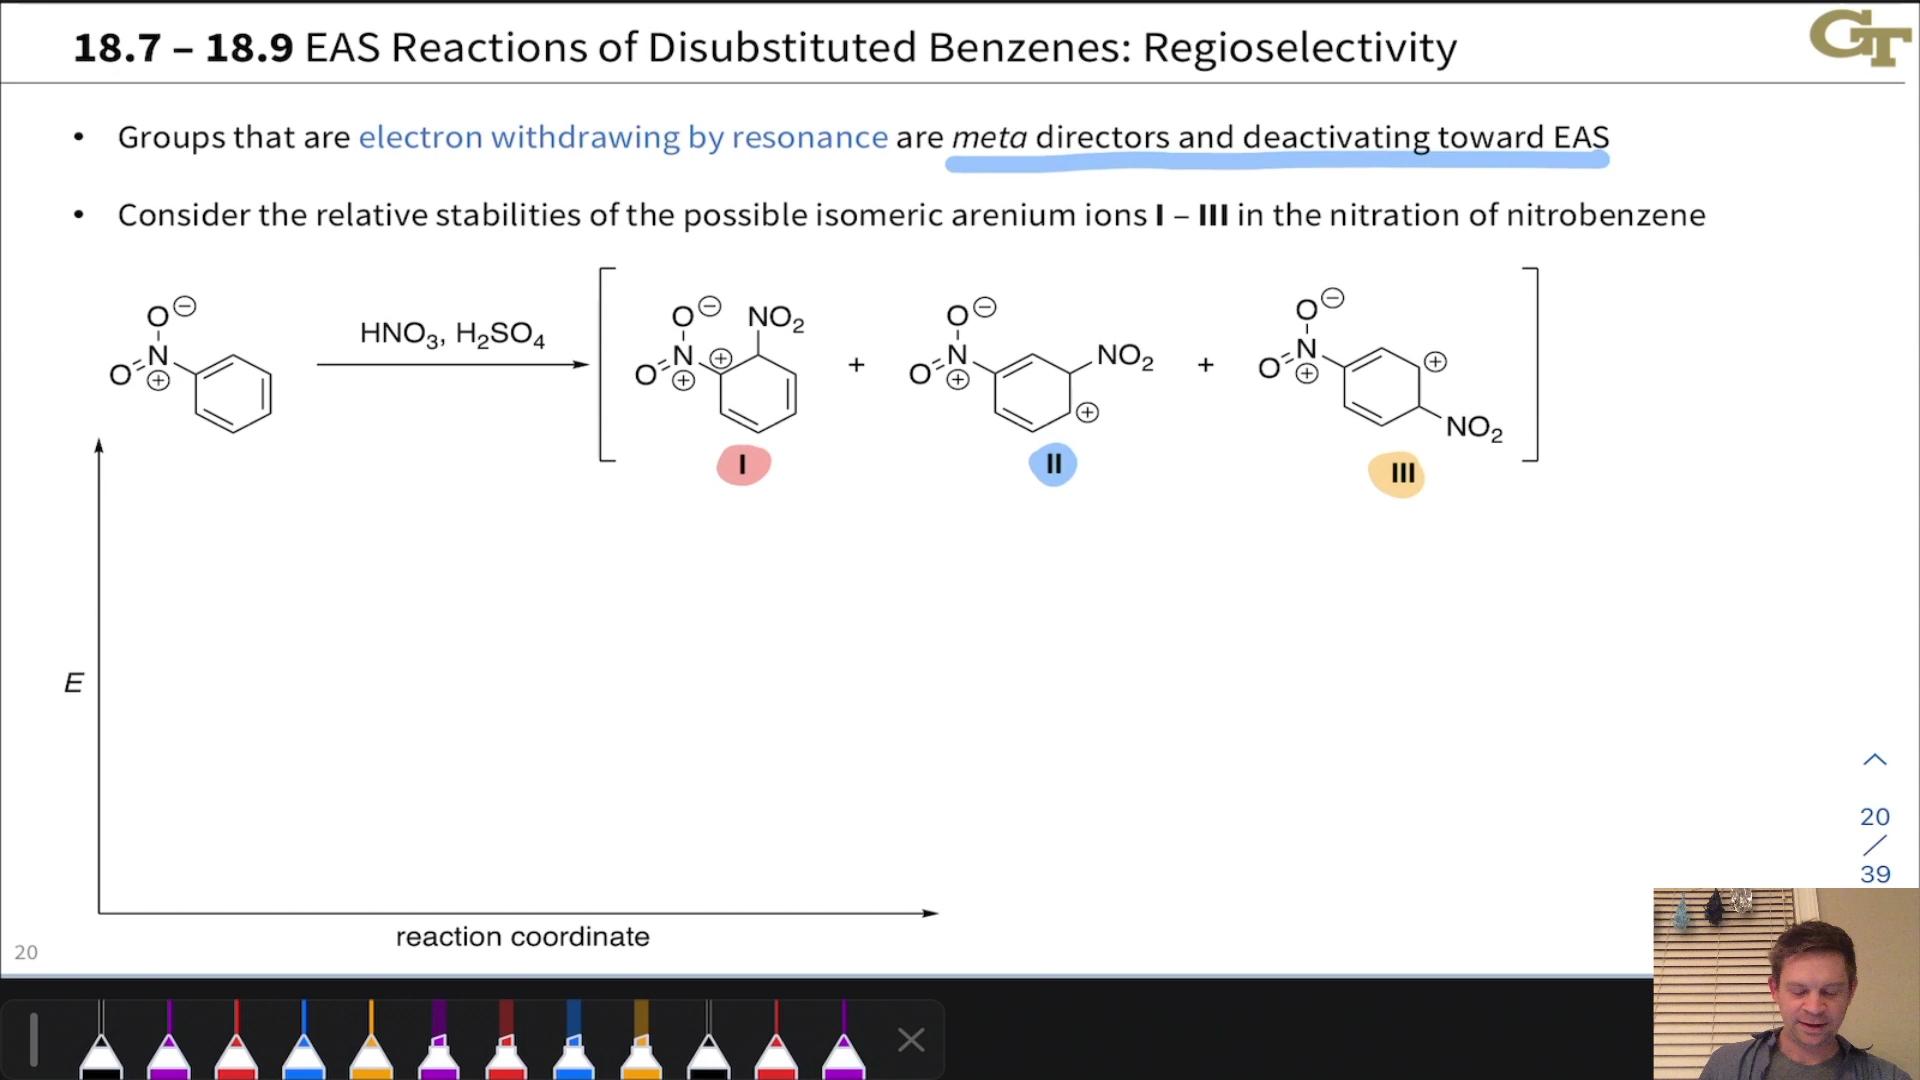 18.7 – 18.9 EAS Reactions of Disubstituted Benzenes: Regioselectivity
GT
• Groups that are electron withdrawing by resonance are meta directors and deactivating toward EAS
• Consider the relative stabilities of the possible isomeric arenium ions I – III in the nitration of nitrobenzene
O⊖
O=N⊕
HNO3, H2SO4
O⊖ NO2
O=N⊕ ⊕
I
+
O⊖
O=N⊕ NO2
⊕
II
+
O⊖
O=N⊕ ⊕
NO2
III
E
reaction coordinate
20
20
/
39